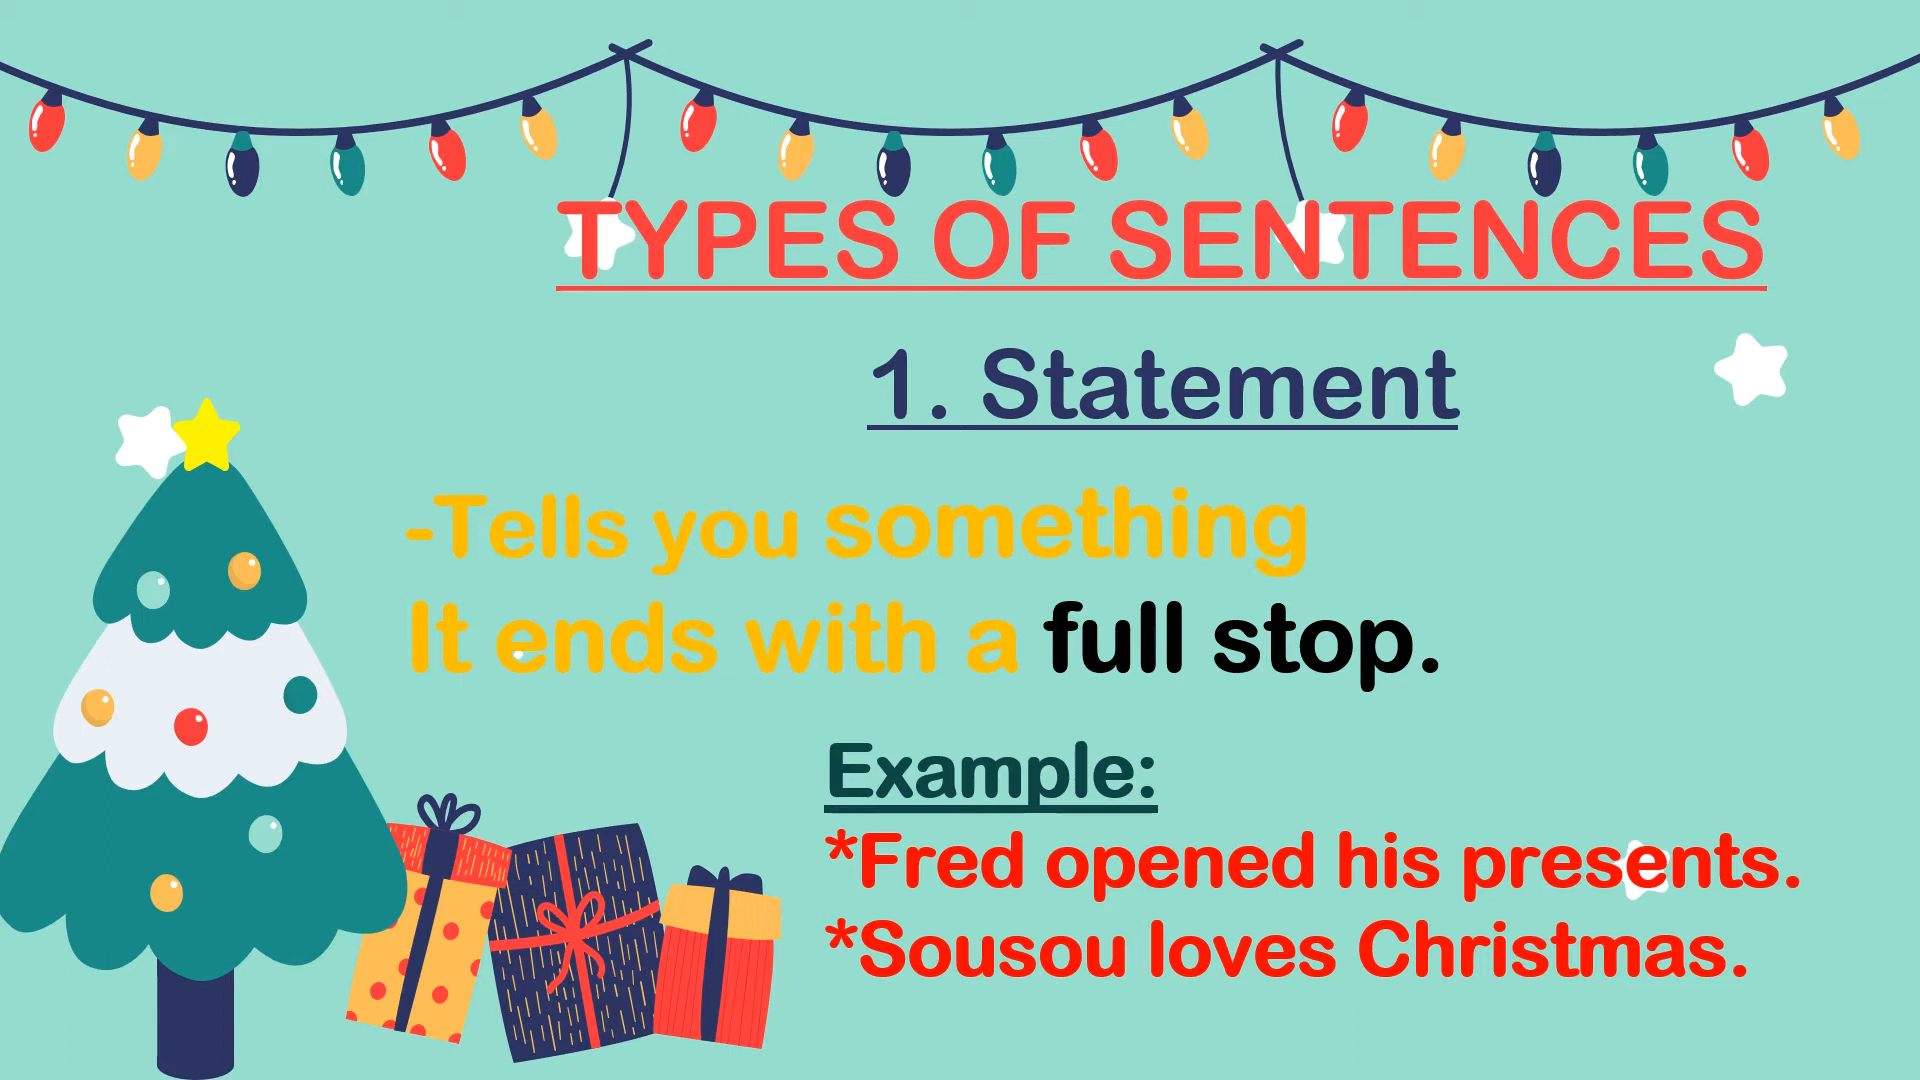 TYPES OF SENTENCES
1. Statement
-Tells you something
It ends with a full stop.
Example:
*Fred opened his presents.
*Sousou loves Christmas.